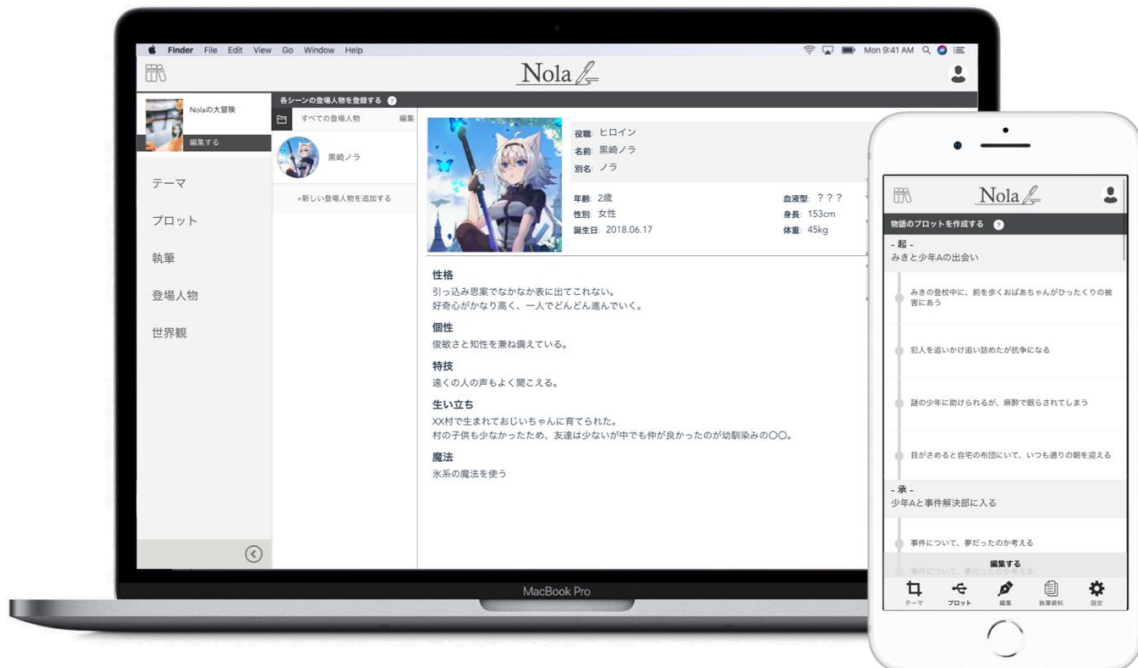 Finder File Edit View Go Window Help
Mon 9:41 AM
Nola
Nolaの大冒険
編集する
テーマ
プロット
執筆
登場人物
世界観
各シーンの登場人物を登録する ?
すべての登場人物 編集
黒崎ノラ
+新しい登場人物を追加する
役職: ヒロイン
名前: 黒崎ノラ
別名: ノラ
年齢: 2歳
性別: 女性
誕生日: 2018.06.17
血液型: ???
身長: 153cm
体重: 45kg
性格
引っ込み思案でなかなか表に出てこれない。
好奇心がかなり高く、一人でどんどん進んでいく。
個性
俊敏さと知性を兼ね備えている。
特技
遠くの人の声もよく聞こえる。
生い立ち
XX村で生まれておじいちゃんに育てられた。
村の子供も少なかったため、友達は少ないが中でも仲が良かったのが幼馴染みの〇〇。
魔法
氷系の魔法を使う
MacBook Pro
Nola
物語のプロットを作成する ?
- 起 -
みきと少年Aの出会い
みきの登校中に、前を歩くおばあちゃんがひったくりの被
害にあう
犯人を追いかけ追い詰めたが抗争になる
謎の少年に助けられるが、麻酔で眠らされてしまう
目がさめると自宅の布団にいて、いつも通りの朝を迎える
- 承 -
少年Aと事件解決部に入る
事件について、夢だったのか考える
編集する
事件について、夢だったのか考える
テーマ プロット 編集 執筆資料 設定